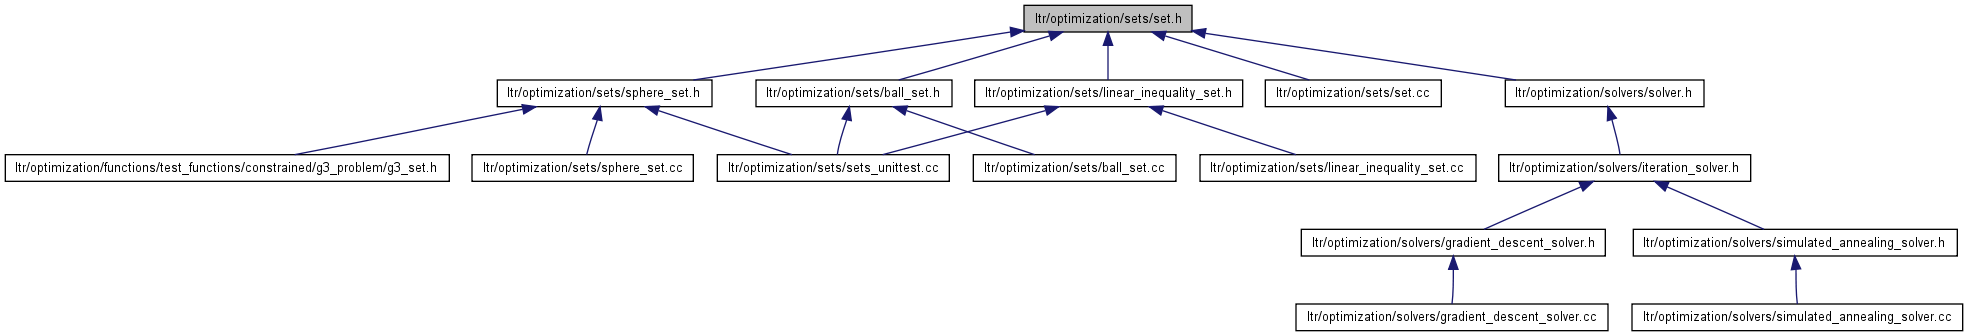 ltr/optimization/sets/set.h
ltr/optimization/sets/sphere_set.h
ltr/optimization/sets/ball_set.h
ltr/optimization/sets/linear_inequality_set.h
ltr/optimization/sets/set.cc
ltr/optimization/solvers/solver.h
ltr/optimization/functions/test_functions/constrained/g3_problem/g3_set.h
ltr/optimization/sets/sphere_set.cc
ltr/optimization/sets/sets_unittest.cc
ltr/optimization/sets/ball_set.cc
ltr/optimization/sets/linear_inequality_set.cc
ltr/optimization/solvers/iteration_solver.h
ltr/optimization/solvers/gradient_descent_solver.h
ltr/optimization/solvers/simulated_annealing_solver.h
ltr/optimization/solvers/gradient_descent_solver.cc
ltr/optimization/solvers/simulated_annealing_solver.cc